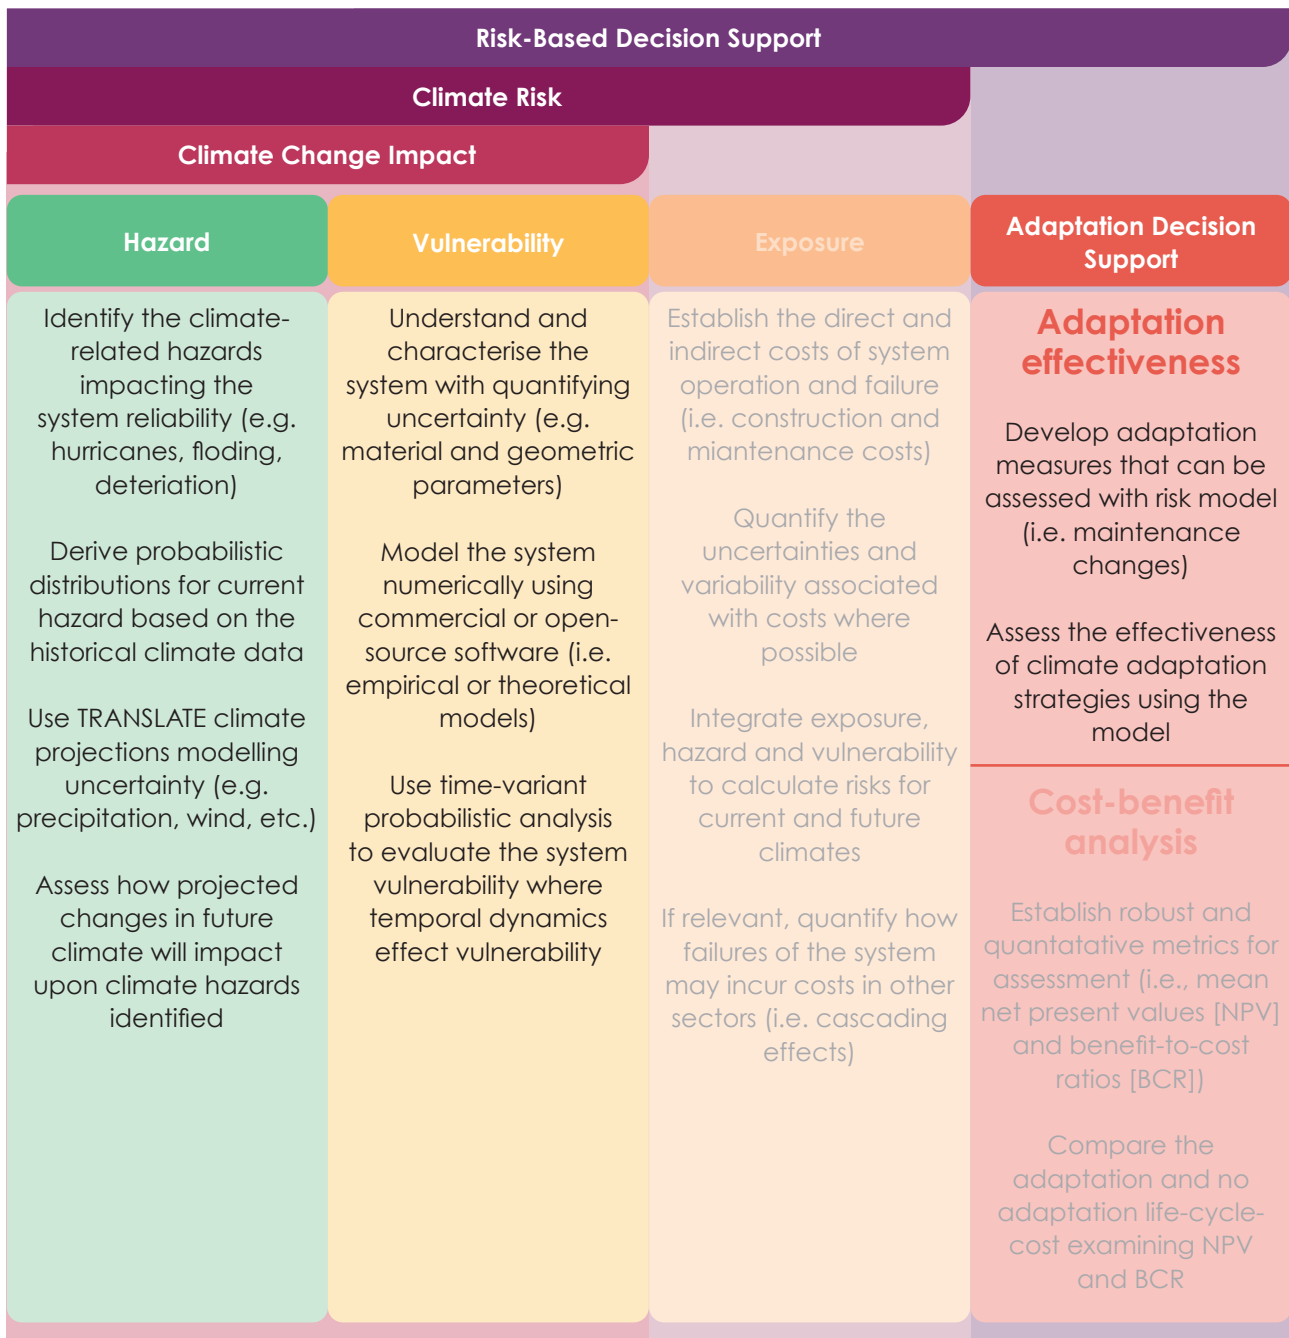 Risk-Based Decision Support
Climate Risk
Climate Change Impact
Hazard
Identify the climate-
related hazards
impacting the
system reliability (e.g.
hurricanes, floding,
deteriation)
Derive probabilistic
distributions for current
hazard based on the
historical climate data
Use TRANSLATE climate
projections modelling
uncertainty (e.g.
precipitation, wind, etc.)
Assess how projected
changes in future
climate will impact
upon climate hazards
identified
Vulnerability
Understand and
characterise the
system with quantifying
uncertainty (e.g.
material and geometric
parameters)
Model the system
numerically using
commercial or open-
source software (i.e.
empirical or theoretical
models)
Use time-variant
probabilistic analysis
to evaluate the system
vulnerability where
temporal dynamics
effect vulnerability
Exposure
Establish the direct and
indirect costs of system
operation and failure
(i.e. construction and
miantenance costs)
Quantify the
uncertainties and
variability associated
with costs where
possible
Integrate exposure,
hazard and vulnerability
to calculate risks for
current and future
climates
If relevant, quantify how
failures of the system
may incur costs in other
sectors (i.e. cascading
effects)
Adaptation Decision
Support
Adaptation
effectiveness
Develop adaptation
measures that can be
assessed with risk model
(i.e. maintenance
changes)
Assess the effectiveness
of climate adaptation
strategies using the
model
Cost-benefit
analysis
Establish robust and
quantatative metrics for
assessment (i.e., mean
net present values [NPV]
and benefit-to-cost
ratios [BCR])
Compare the
adaptation and no
adaptation life-cycle-
cost examining NPV
and BCR